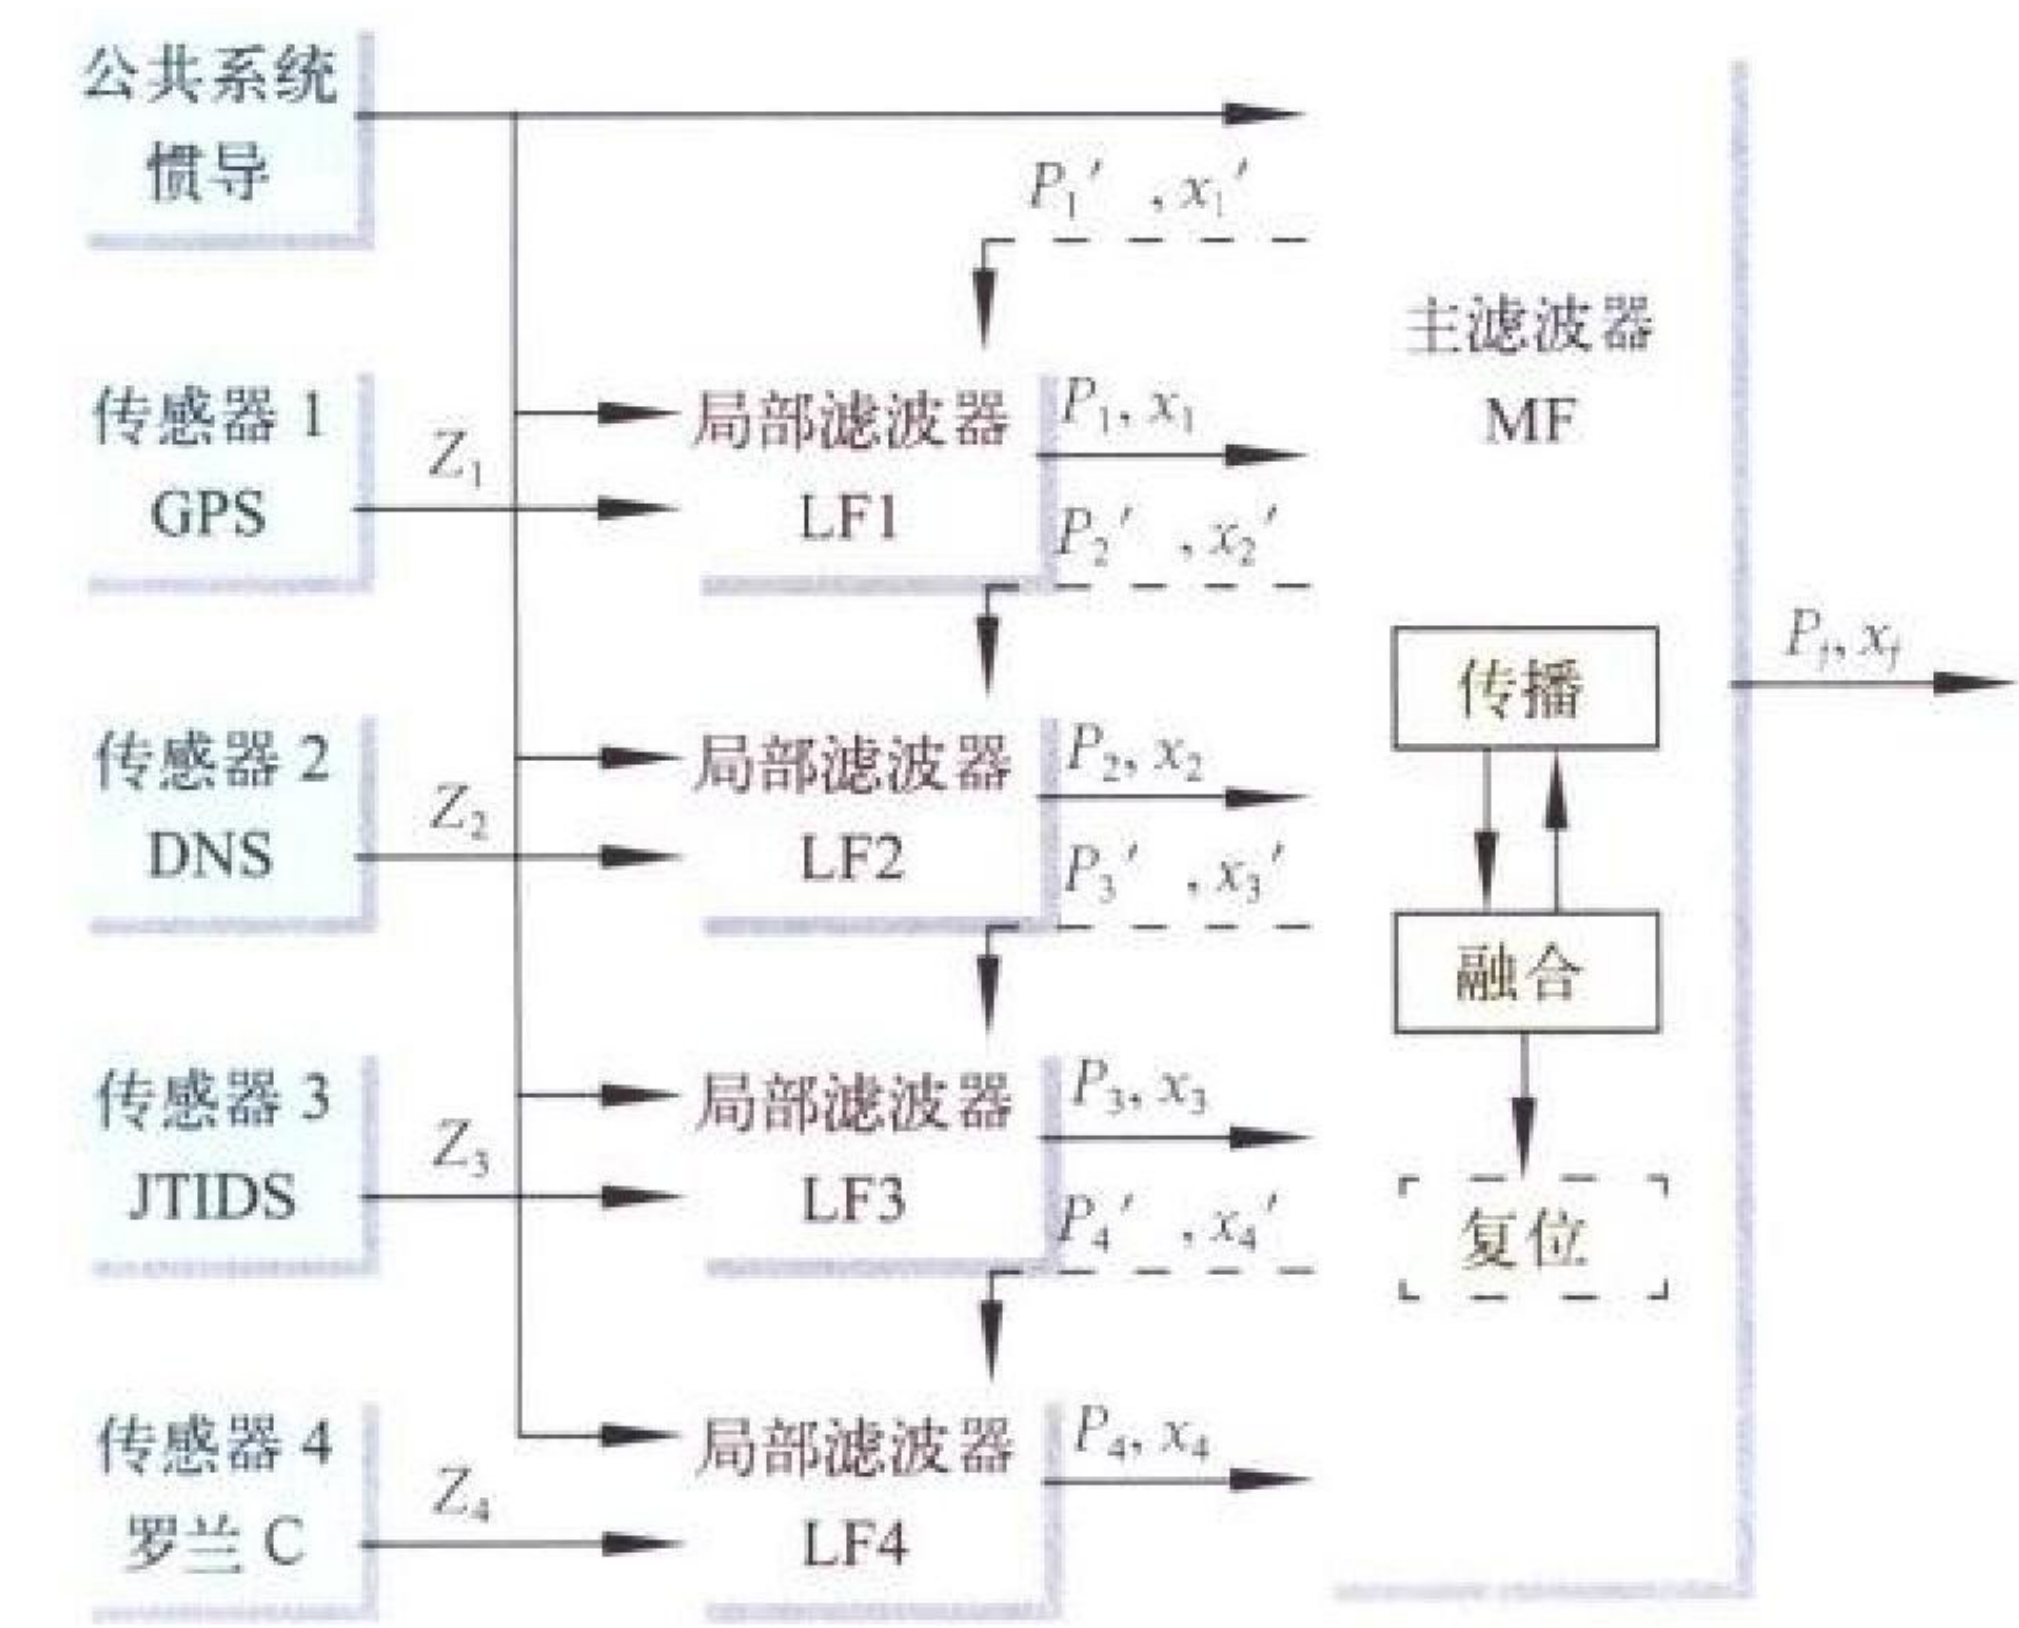 公共系统
惯导
P₁′ , x₁′
主滤波器
MF
传感器 1
GPS
Z₁
局部滤波器
LF1
P₁, x₁
P₂′ , x₂′
传播
融合
复位
P_f, x_f
传感器 2
DNS
Z₂
局部滤波器
LF2
P₂, x₂
P₃′ , x₃′
传感器 3
JTIDS
Z₃
局部滤波器
LF3
P₃, x₃
P₄′ , x₄′
传感器 4
罗兰 C
Z₄
局部滤波器
LF4
P₄, x₄